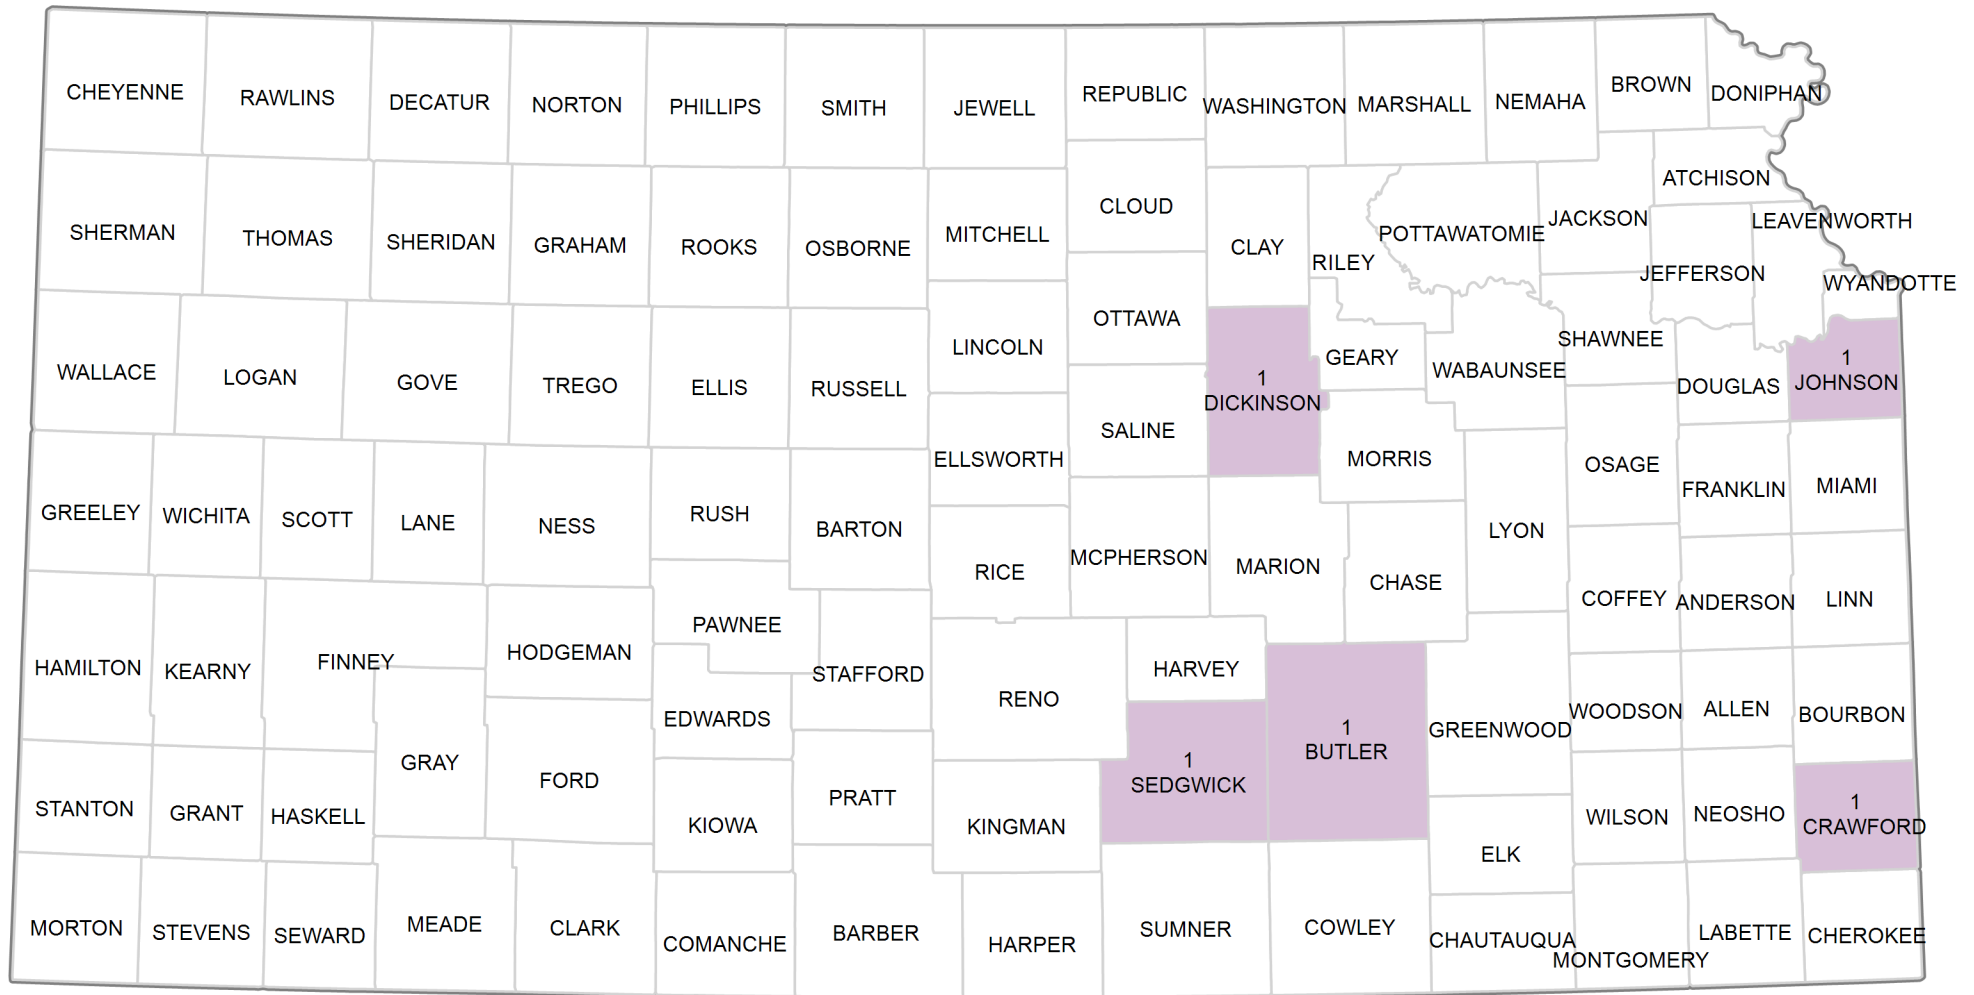 CHEYENNE
RAWLINS
DECATUR
NORTON
PHILLIPS
SMITH
JEWELL
REPUBLIC
WASHINGTON
MARSHALL
NEMAHA
BROWN
DONIPHAN
SHERMAN
THOMAS
SHERIDAN
GRAHAM
ROOKS
OSBORNE
MITCHELL
CLOUD
CLAY
RILEY
POTTAWATOMIE
JACKSON
ATCHISON
JEFFERSON
LEAVENWORTH
WYANDOTTE
WALLACE
LOGAN
GOVE
TREGO
ELLIS
RUSSELL
LINCOLN
OTTAWA
SALINE
1
DICKINSON
GEARY
WABAUNSEE
SHAWNEE
DOUGLAS
1
JOHNSON
GREELEY
WICHITA
SCOTT
LANE
NESS
RUSH
BARTON
ELLSWORTH
RICE
MCPHERSON
MARION
MORRIS
CHASE
LYON
OSAGE
FRANKLIN
MIAMI
COFFEY
ANDERSON
LINN
HAMILTON
KEARNY
FINNEY
HODGEMAN
PAWNEE
STAFFORD
RENO
HARVEY
EDWARDS
GRAY
FORD
1
SEDGWICK
1
BUTLER
GREENWOOD
WOODSON
ALLEN
BOURBON
STANTON
GRANT
HASKELL
KIOWA
PRATT
KINGMAN
ELK
WILSON
NEOSHO
1
CRAWFORD
MORTON
STEVENS
SEWARD
MEADE
CLARK
COMANCHE
BARBER
HARPER
SUMNER
COWLEY
CHAUTAUQUA
MONTGOMERY
LABETTE
CHEROKEE